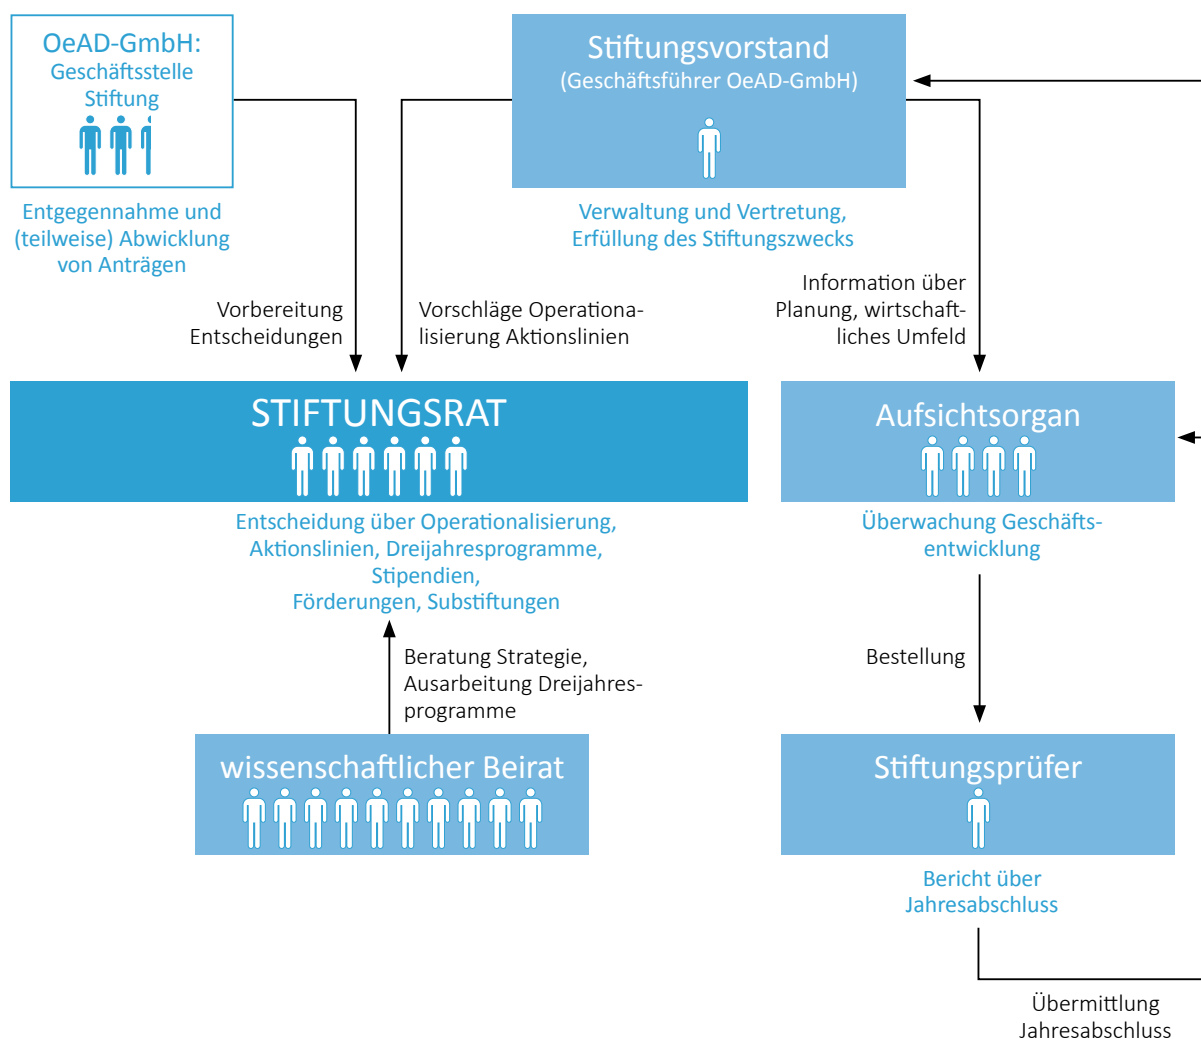 OeAD-GmbH:
Geschäftsstelle
Stiftung
Entgegennahme und
(teilweise) Abwicklung
von Anträgen
Stiftungsvorstand
(Geschäftsführer OeAD-GmbH)
Verwaltung und Vertretung,
Erfüllung des Stiftungszwecks
Vorbereitung
Entscheidungen
Vorschläge Operationa-
lisierung Aktionslinien
Information über
Planung, wirtschaft-
liches Umfeld
STIFTUNGSRAT
Entscheidung über Operationalisierung,
Aktionslinien, Dreijahresprogramme,
Stipendien,
Förderungen, Substiftungen
Aufsichtsorgan
Überwachung Geschäfts-
entwicklung
Beratung Strategie,
Ausarbeitung Dreijahres-
programme
Bestellung
wissenschaftlicher Beirat
Stiftungsprüfer
Bericht über
Jahresabschluss
Übermittlung
Jahresabschluss